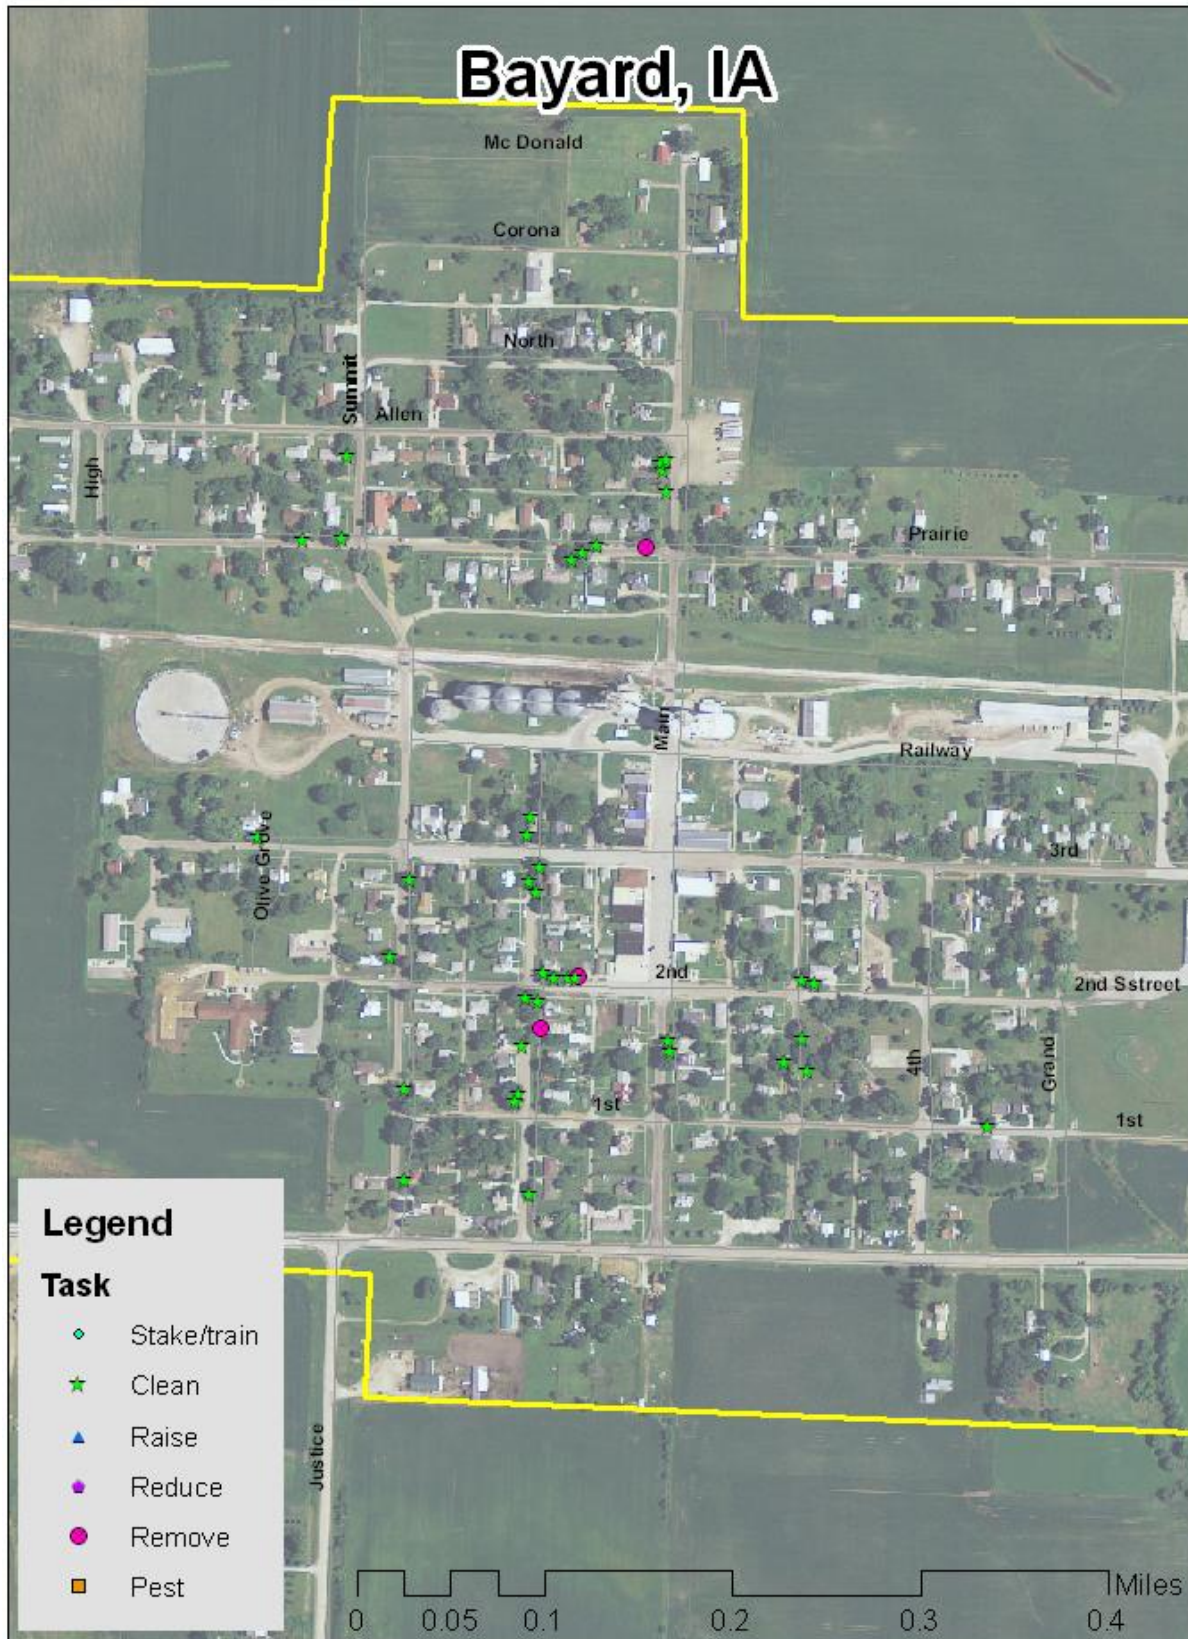 Bayard, IA
Mc Donald
Corona
North
Summit
Allen
High
Prairie
Main
Railway
Olive Grove
3rd
2nd
2nd Sstreet
4th
Grand
1st
1st
Legend
Task
Stake/train
Clean
Raise
Reduce
Remove
Pest
Justice
Miles
0 0.05 0.1 0.2 0.3 0.4